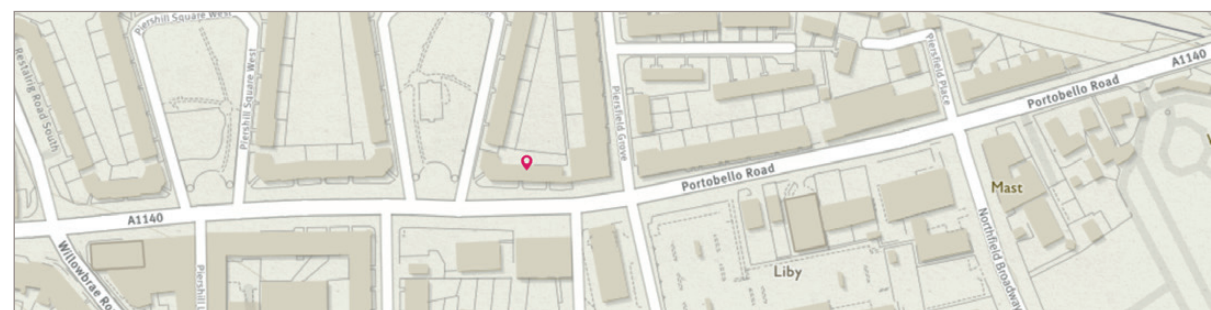 Piershill Square West
Restalrig Road South
Piershill Square West
Piersfield Grove
Piersfield Place
A1140
Portobello Road
Portobello Road
Mast
A1140
Willowbrae Ro
Piershill L
Liby
Northfield Broadway